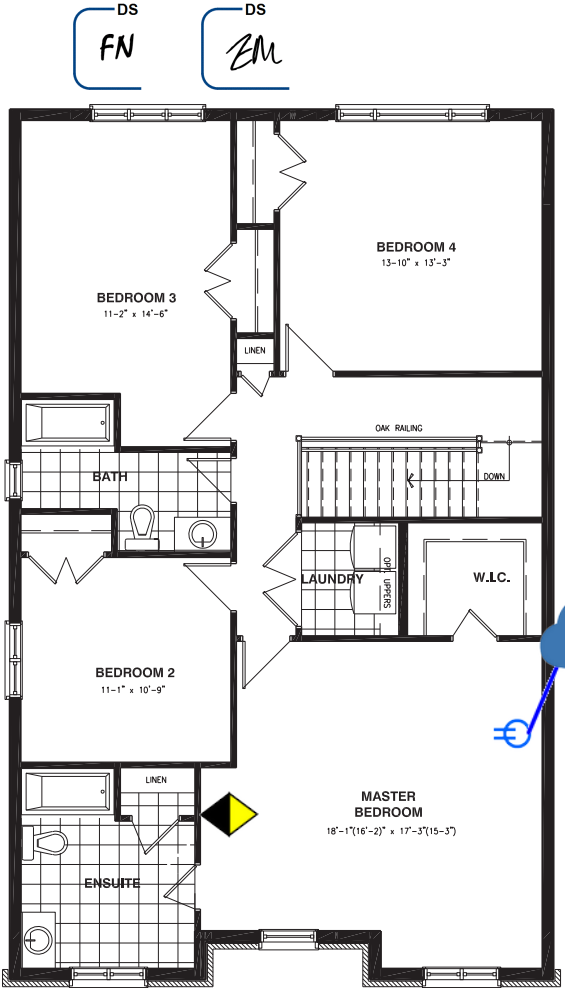 DS DS
FN ZM
BEDROOM 4
13-10" x 13'-3"
BEDROOM 3
11-2" x 14'-6"
LINEN
OAK RAILING
BATH
DOWN
LAUNDRY
OPT. UPPERS
W.I.C.
BEDROOM 2
11-1" x 10'-9"
LINEN
MASTER
BEDROOM
18'-1"(16'-2)" x 17'-3"(15-3")
ENSUITE